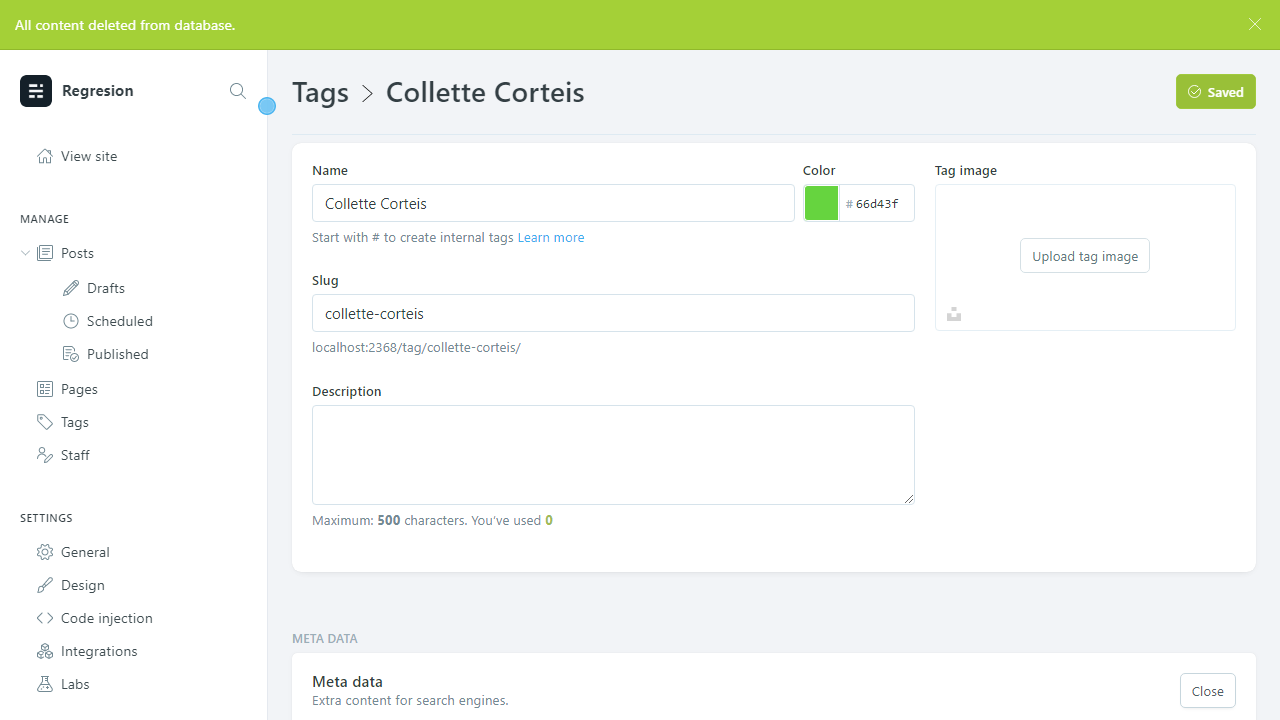 All content deleted from database.
Regresion
Tags > Collette Corteis
Saved
View site
MANAGE
Posts
Drafts
Scheduled
Published
Pages
Tags
Staff
SETTINGS
General
Design
Code injection
Integrations
Labs
Name
Collette Corteis
Start with # to create internal tags Learn more
Color
# 66d43f
Tag image
Upload tag image
Slug
collette-corteis
localhost:2368/tag/collette-corteis/
Description
Maximum: 500 characters. You've used 0
META DATA
Meta data
Extra content for search engines.
Close